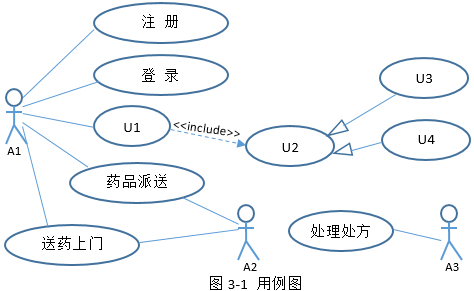 注 册
登 录
U3
A1
U1
<<include>>
U2
U4
药品派送
送药上门
A2
处理处方
A3
图 3-1 用例图